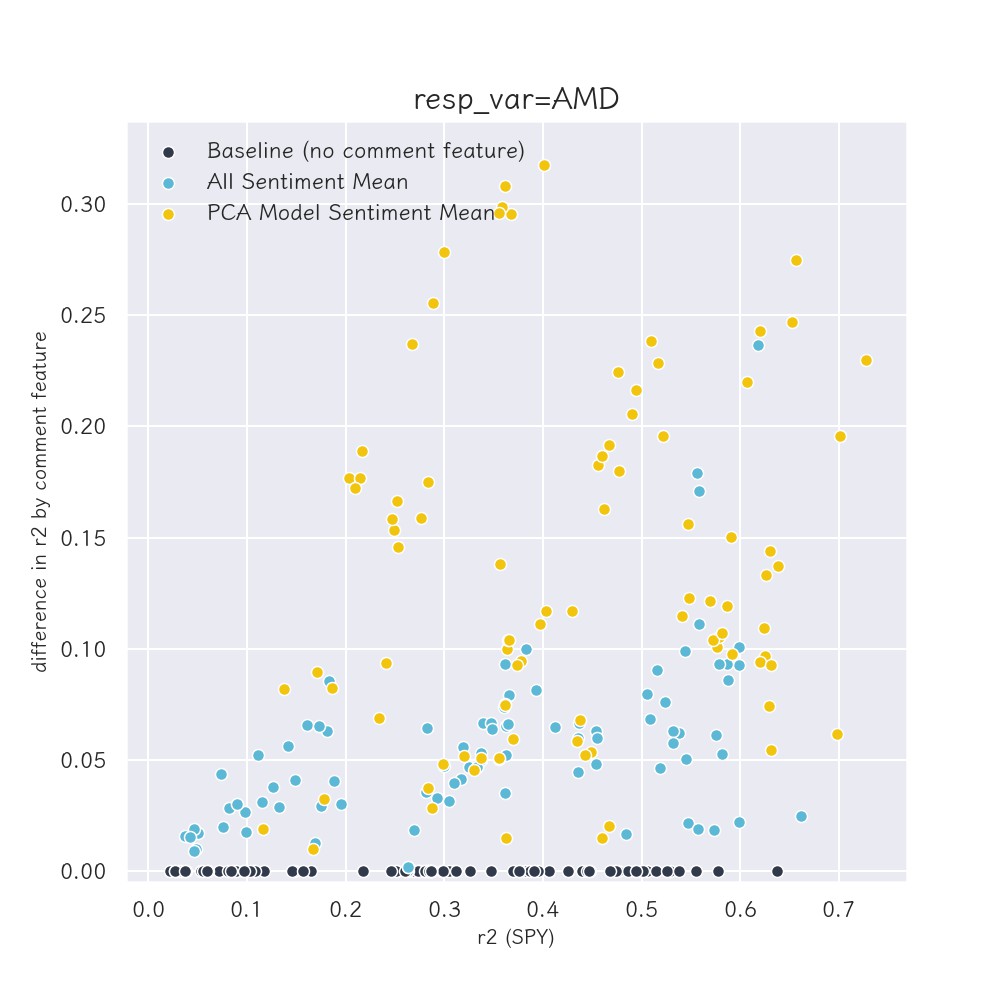 resp_var=AMD
Baseline (no comment feature)
All Sentiment Mean
PCA Model Sentiment Mean
0.30
0.25
0.20
0.15
0.10
0.05
0.00
difference in r2 by comment feature
0.0 0.1 0.2 0.3 0.4 0.5 0.6 0.7
r2 (SPY)